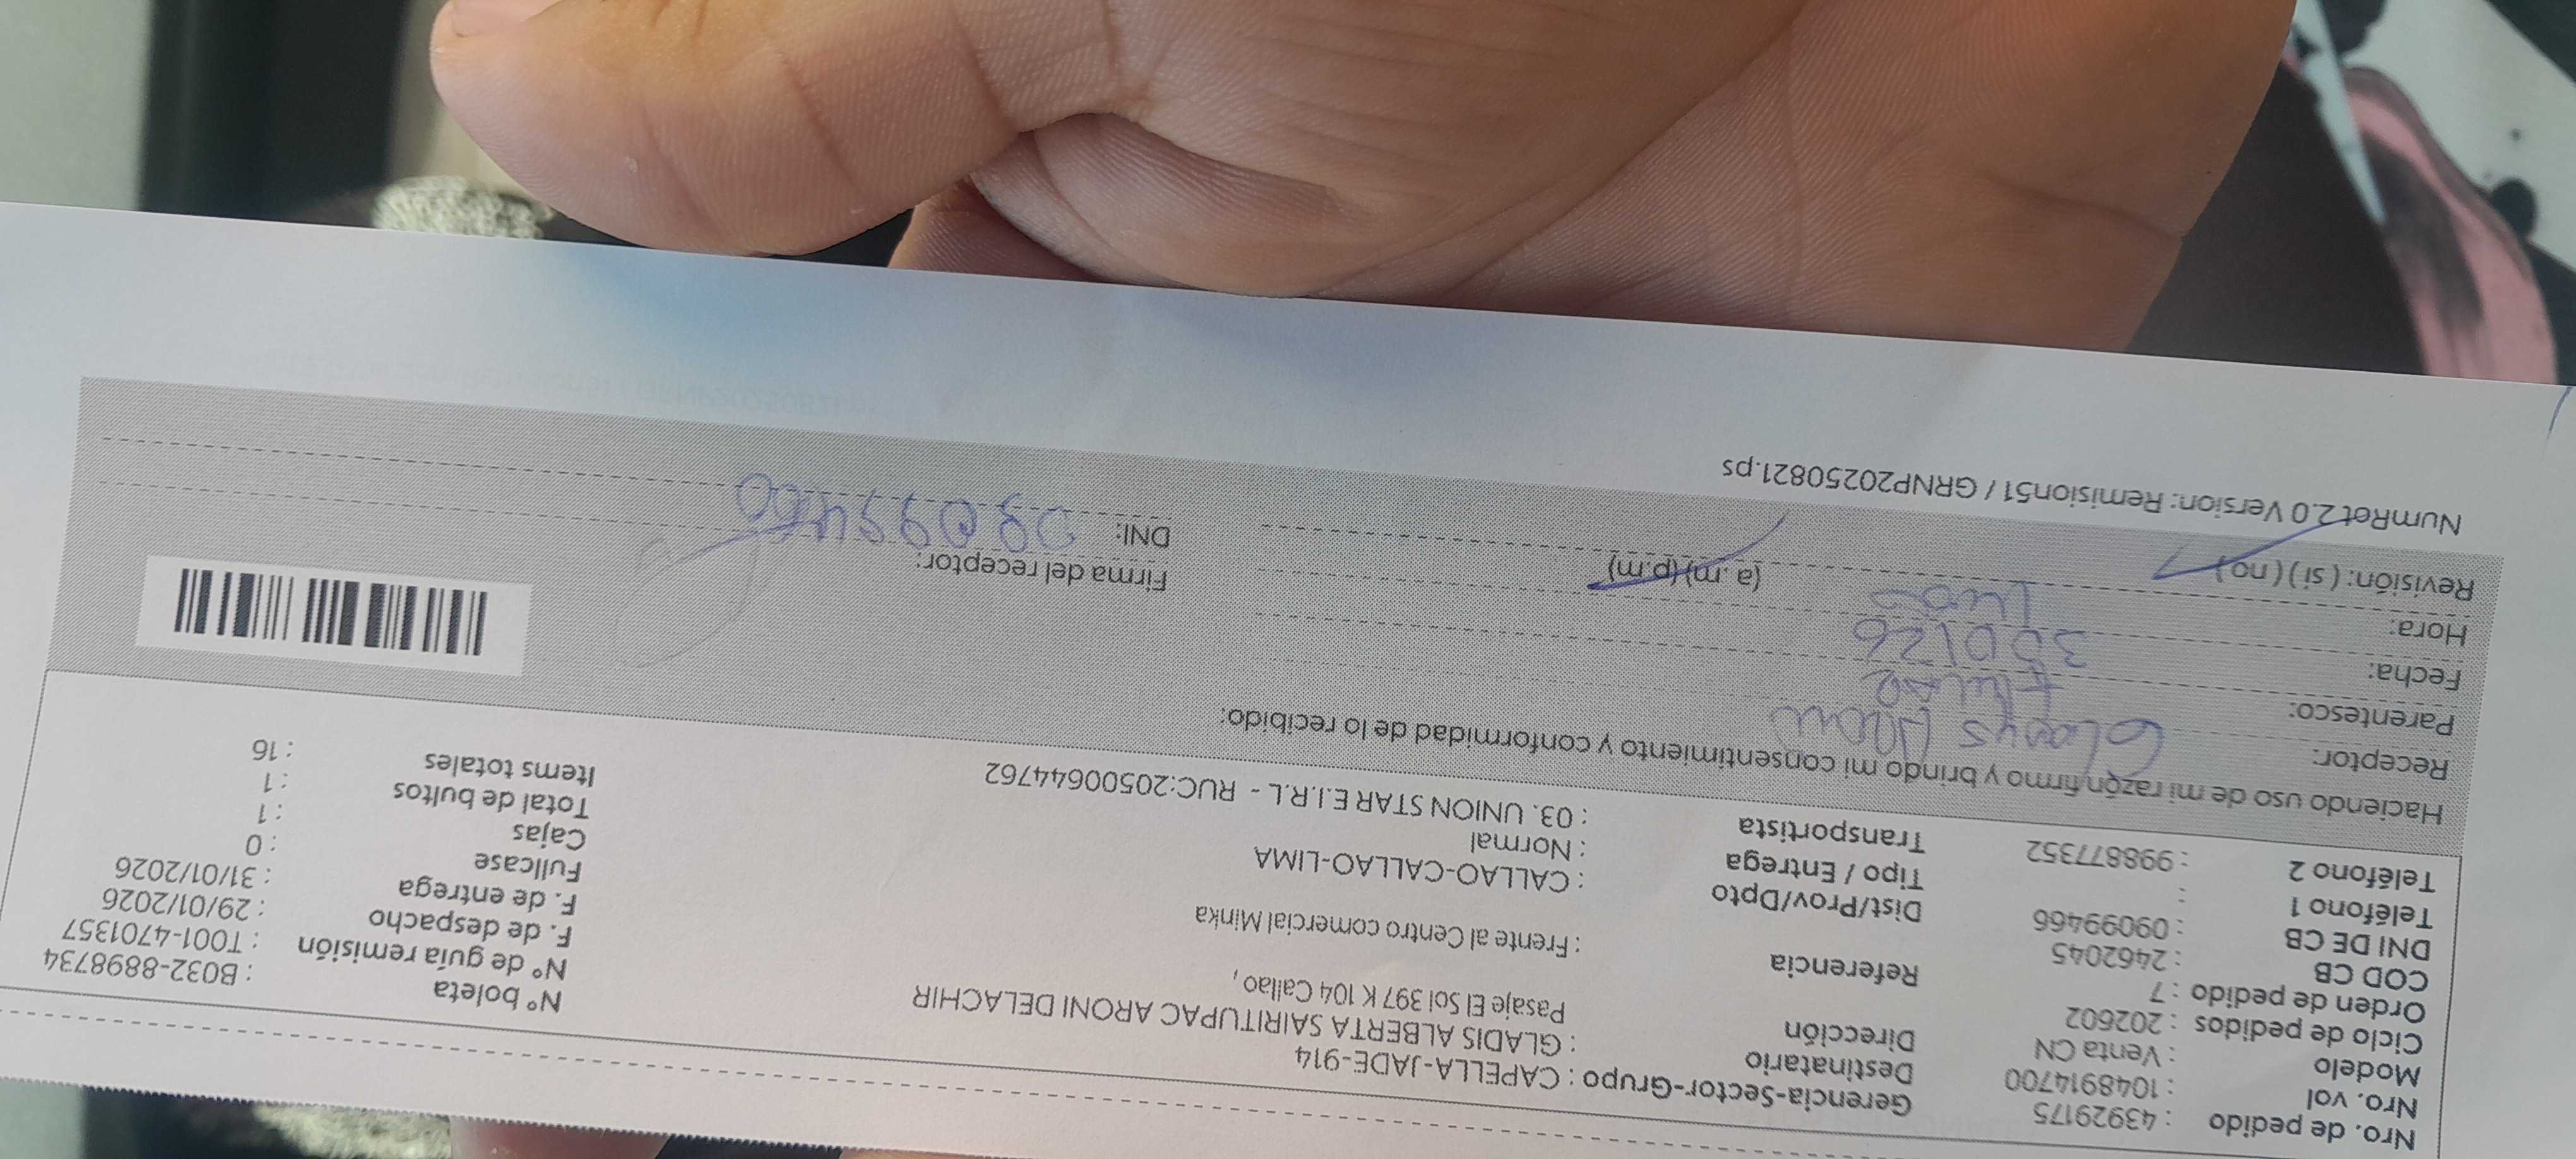 Nro. de pedido : 43929175
Nro. vol : 1048914700
Modelo : Venta CN
Ciclo de pedidos : 202602
Orden de pedido : 7
COD CB : 2462045
DNI DE CB : 09099466
Teléfono 1 :
Teléfono 2 : 998877352
Gerencia-Sector-Grupo : CAPELLA-JADE-914
Destinatario : GLADIS ALBERTA SAIRITUPAC ARONI DELACHIR
Dirección
Pasaje El Sol 397 K 104 Callao ,
Referencia : Frente al Centro comercial Minka
Dist/Prov/Dpto : CALLAO-CALLAO-LIMA
Tipo / Entrega : Normal
Transportista : 03. UNION STAR E.I.R.L - RUC:20500644762
N° boleta : B032-8898734
N° de guía remisión : T001-4701357
F. de despacho : 29/01/2026
F. de entrega : 31/01/2026
Fullcase : 0
Cajas : 1
Total de bultos : 1
Items totales : 16
Haciendo uso de mi razón firmo y brindo mi consentimiento y conformidad de lo recibido:
Receptor: Gladys
Parentesco:
Fecha: 300126
Hora:
(a.m)(p.m)
Revisión: ( si ) ( no )
Firma del receptor:
DNI:
NumRot 2.0 Version: Remision51 / GRNP20250821.ps